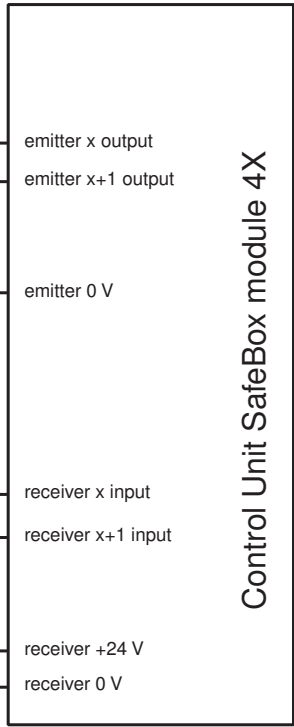 emitter x output
emitter x+1 output
emitter 0 V
receiver x input
receiver x+1 input
receiver +24 V
receiver 0 V
Control Unit SafeBox module 4X